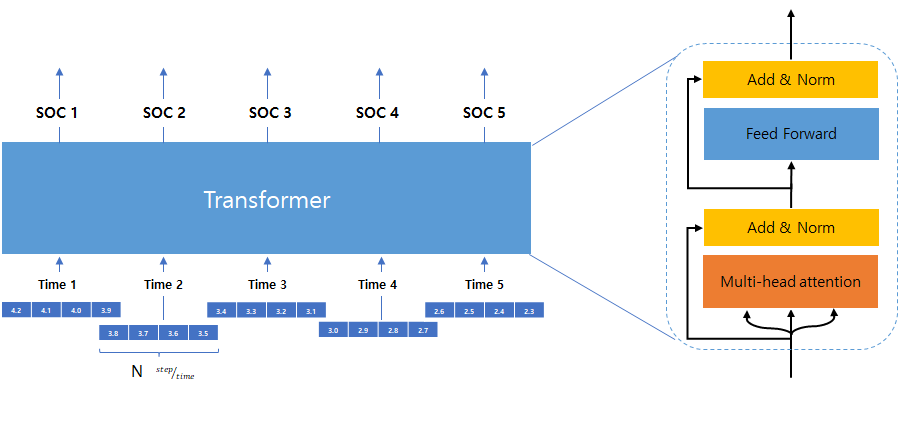 SOC 1 SOC 2 SOC 3 SOC 4 SOC 5
Transformer
Time 1 Time 2 Time 3 Time 4 Time 5
4.2 4.1 4.0 3.9
3.8 3.7 3.6 3.5
3.4 3.3 3.2 3.1
3.0 2.9 2.8 2.7
2.6 2.5 2.4 2.3
N step/time
Add & Norm
Feed Forward
Add & Norm
Multi-head attention